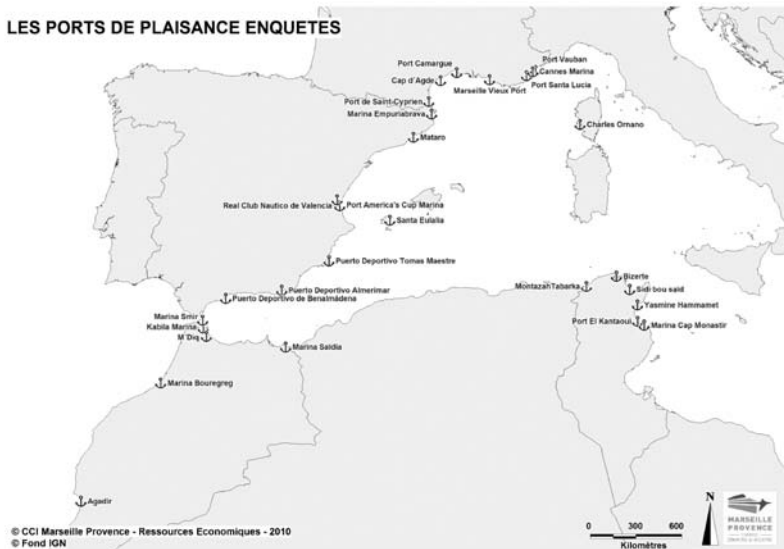 LES PORTS DE PLAISANCE ENQUETES
Port Camargue
Port Vauban
Cannes Marina
Cap d'Agde
Marseille Vieux Port
Port Santa Lucia
Port de Saint-Cyprien
Marina Empuriabrava
Charles Ornano
Mataro
Real Club Nautico de Valencia
Port America's Cup Marina
Santa Eulalia
Puerto Deportivo Tomas Maestre
Puerto Deportivo Almerimar
Puerto Deportivo de Benalmádena
Montazah Tabarka
Bizerte
Sidi bou said
Yasmine Hammamet
Port El Kantaoui
Marina Cap Monastir
Marina Smir
Kabila Marina
M'Diq
Marina Saïdia
Marina Bouregreg
Agadir
N
0 300 600
Kilomètres
MARSEILLE
PROVENCE
© CCI Marseille Provence - Ressources Economiques - 2010
© Fond IGN